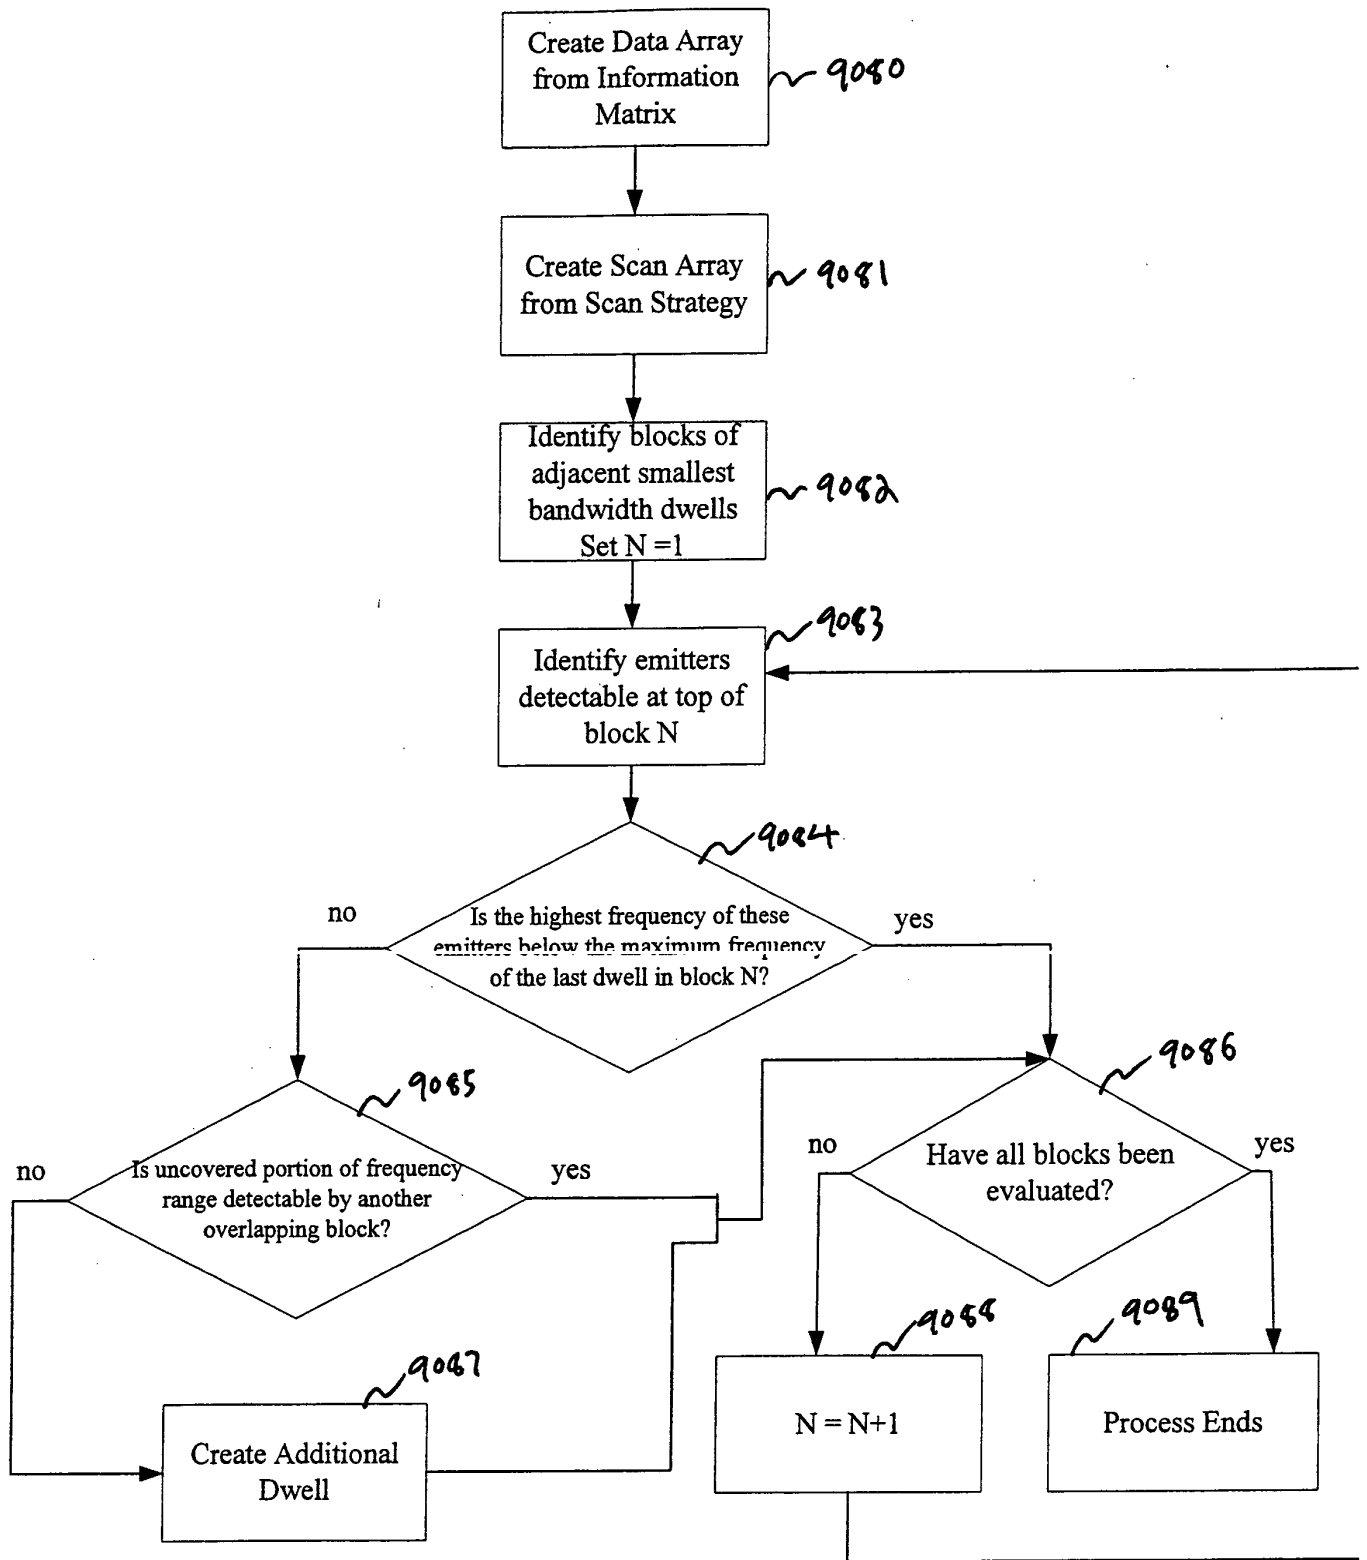 Create Data Array
from Information
Matrix
9080
Create Scan Array
from Scan Strategy
9081
Identify blocks of
adjacent smallest
bandwidth dwells
Set N =1
9082
Identify emitters
detectable at top of
block N
9083
9084
no
Is the highest frequency of these
emitters below the maximum frequency
of the last dwell in block N?
yes
9085
9086
no
Is uncovered portion of frequency
range detectable by another
overlapping block?
yes
no
Have all blocks been
evaluated?
yes
9087
Create Additional
Dwell
9088
N = N+1
9089
Process Ends